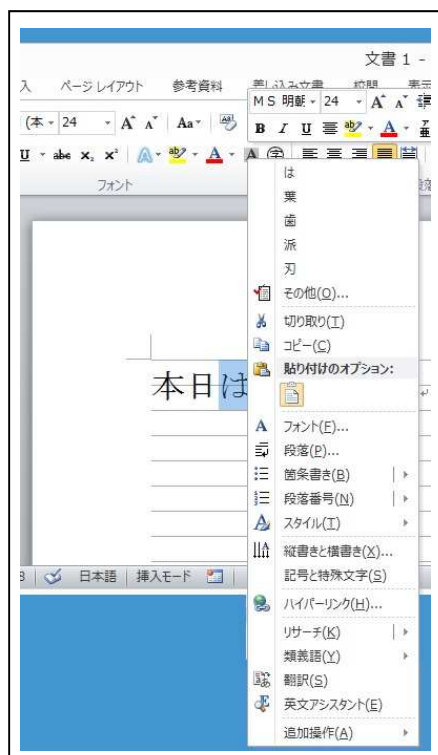 文書 1 -
入 ページ レイアウト 参考資料 差し込み文書 校閲 表示
MS 明朝 24 A A
(本 24 A A Aa
B I U ab A
U abc x₂ x² A ab A A 字
フォント
は
葉
歯
派
刃
その他(O)...
切り取り(T)
コピー(C)
貼り付けのオプション:
本日は
フォント(F)...
段落(P)...
箇条書き(B)
段落番号(N)
スタイル(T)
縦書きと横書き(X)...
記号と特殊文字(S)
日本語 挿入モード
ハイパーリンク(H)...
リサーチ(K)
類義語(Y)
翻訳(S)
英文アシスタント(E)
追加操作(A)